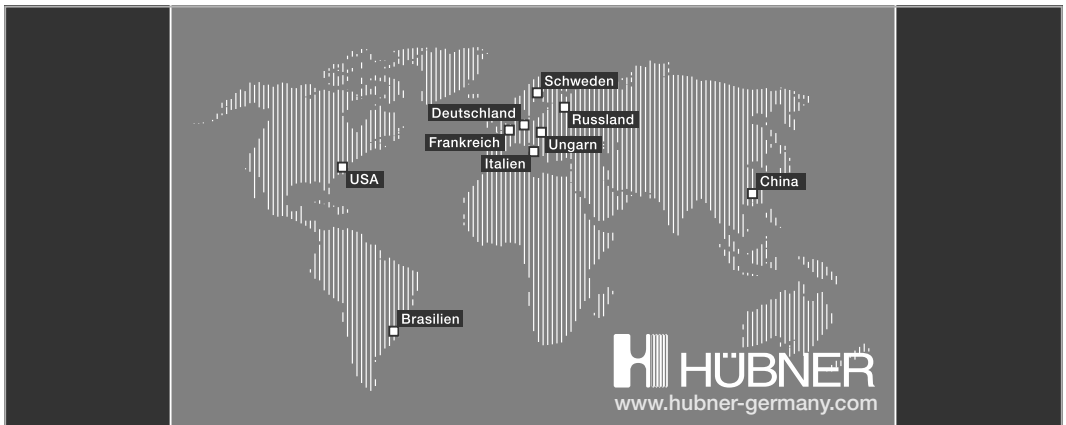 Schweden
Deutschland
Russland
Frankreich
Ungarn
Italien
USA
China
Brasilien
HÜBNER
www.hubner-germany.com